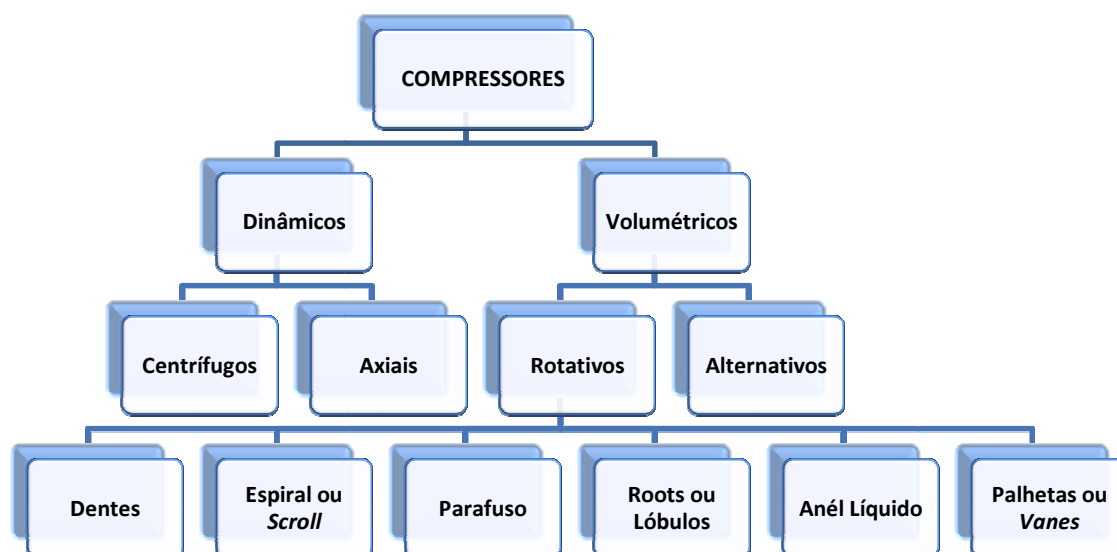 COMPRESSORES
Dinâmicos
Volumétricos
Centrífugos
Axiais
Rotativos
Alternativos
Dentes
Espiral ou
Scroll
Parafuso
Roots ou
Lóbulos
Anél Líquido
Palhetas ou
Vanes